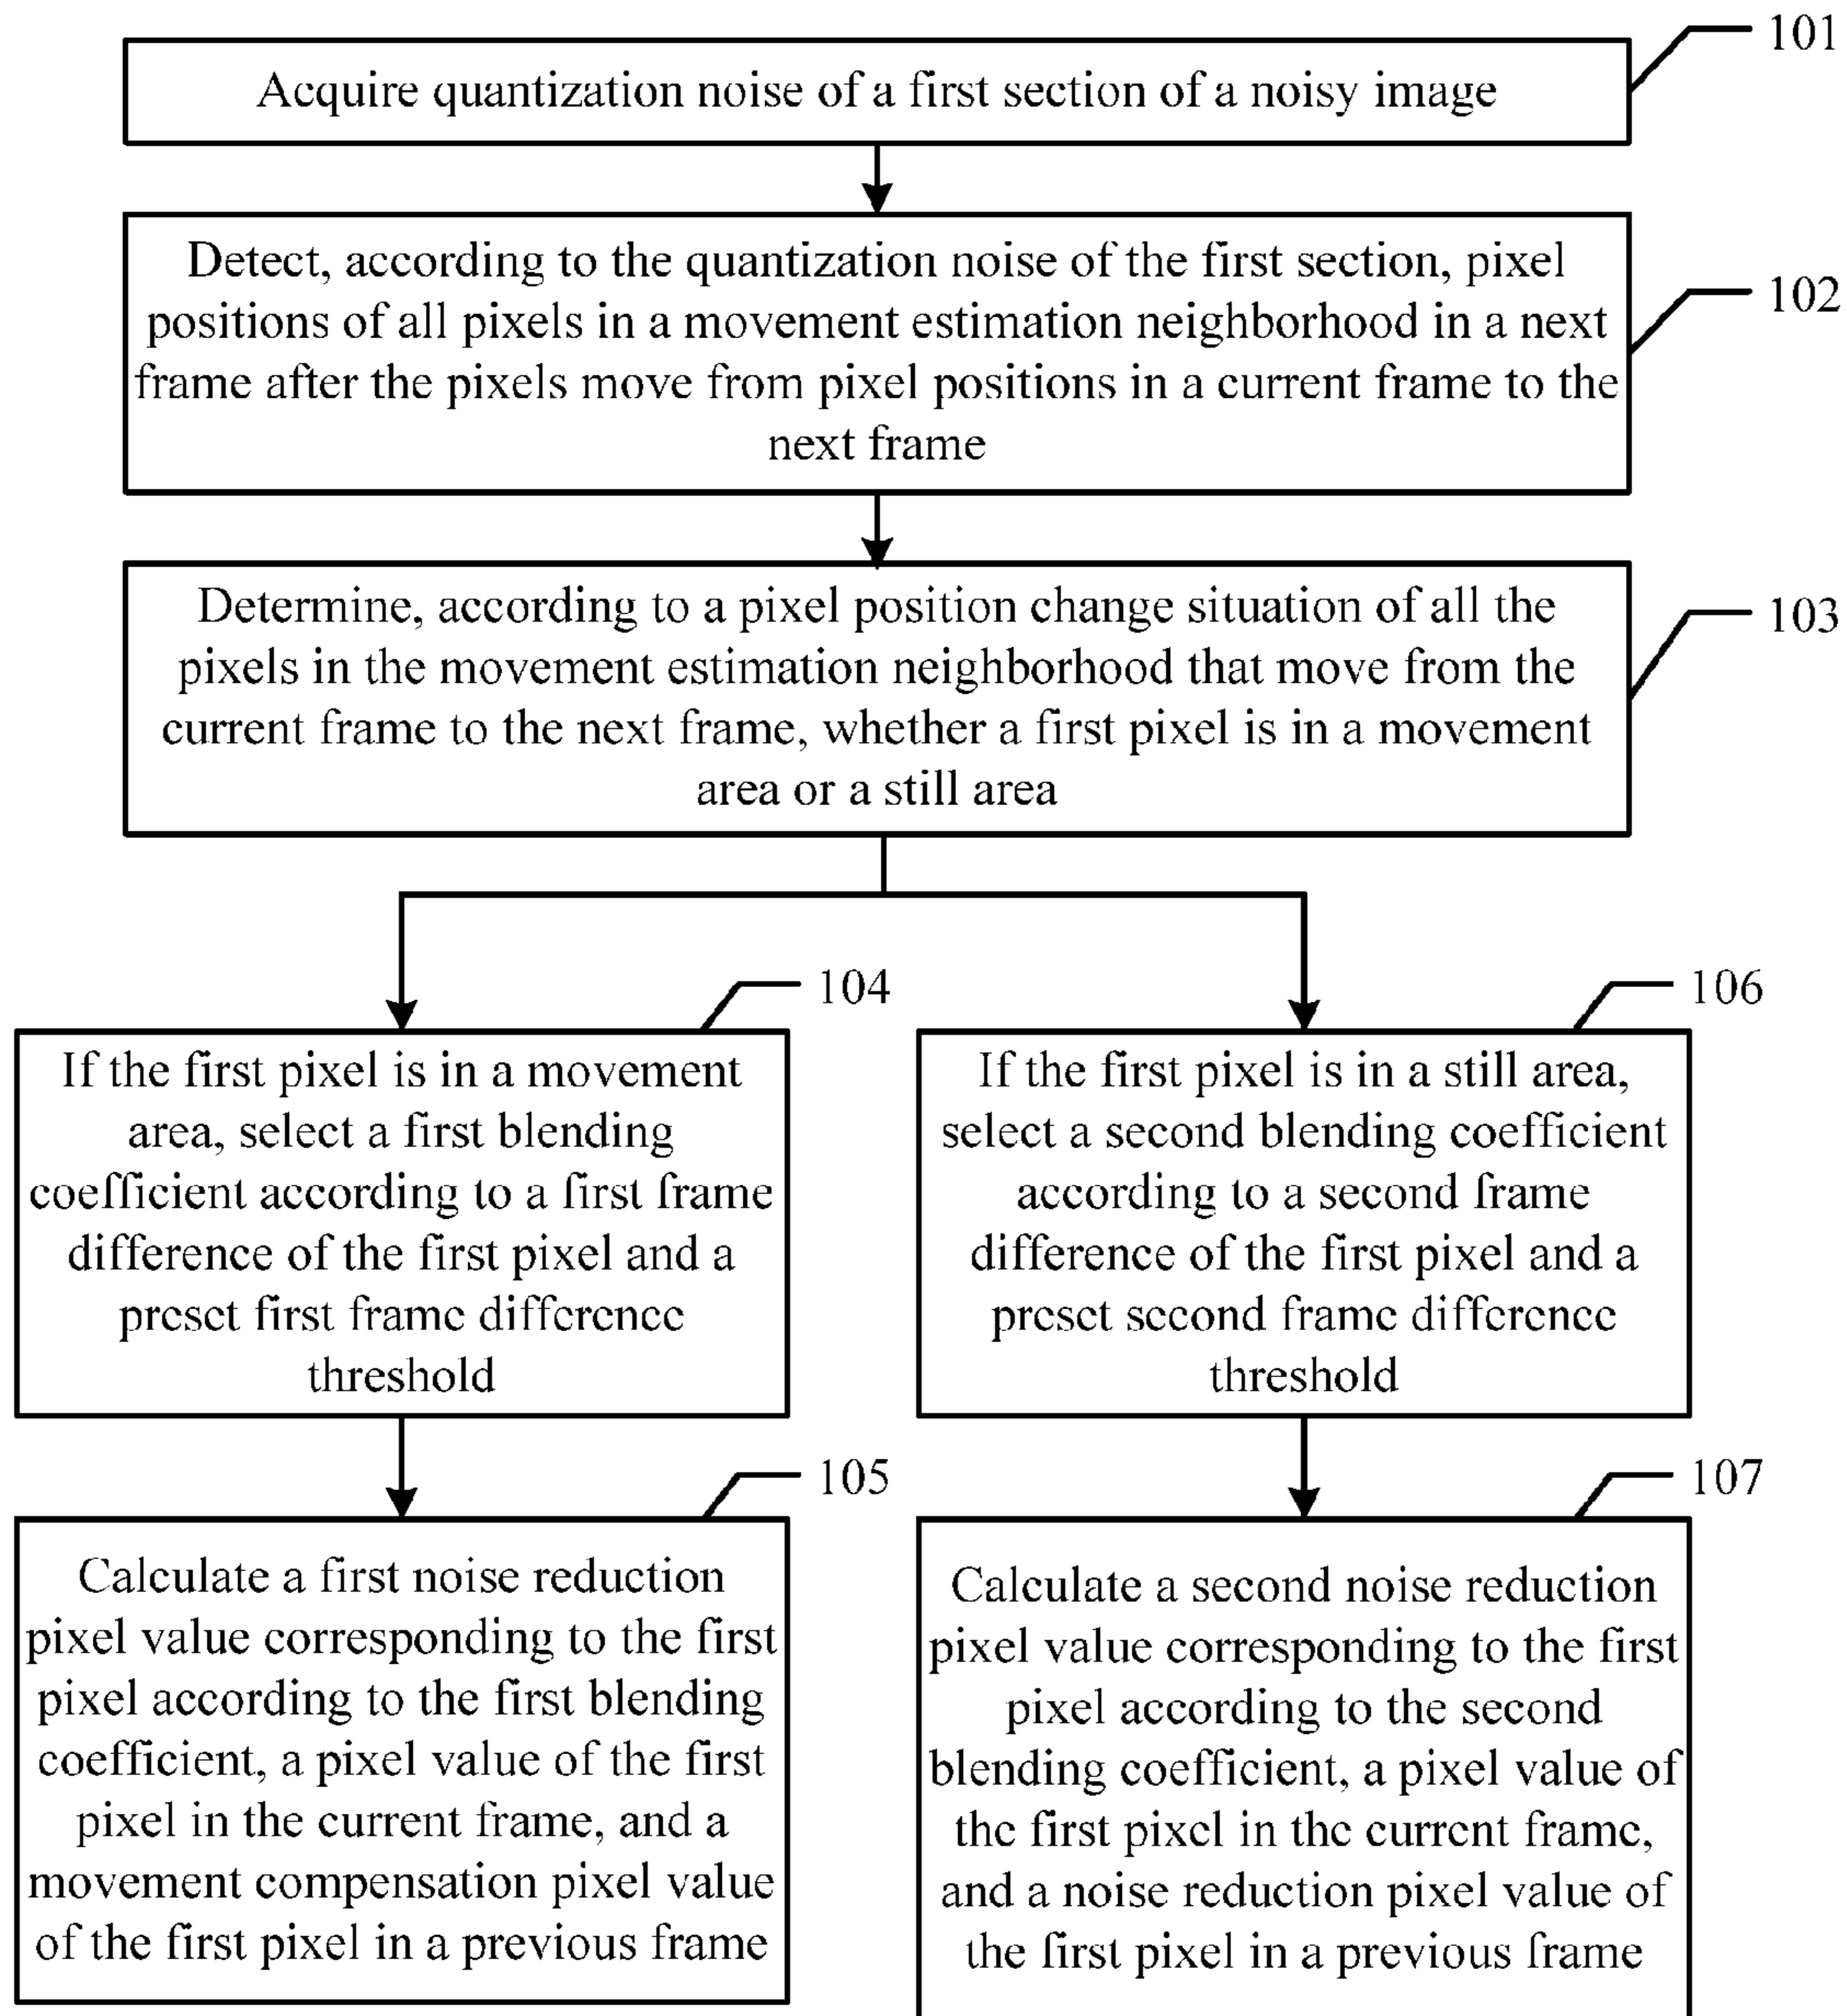 101
Acquire quantization noise of a first section of a noisy image
Detect, according to the quantization noise of the first section, pixel
positions of all pixels in a movement estimation neighborhood in a next
frame after the pixels move from pixel positions in a current frame to the
next frame
102
Determine, according to a pixel position change situation of all the
pixels in the movement estimation neighborhood that move from the
current frame to the next frame, whether a first pixel is in a movement
area or a still area
103
104
If the first pixel is in a movement
area, select a first blending
coefficient according to a first frame
difference of the first pixel and a
preset first frame difference
threshold
106
If the first pixel is in a still area,
select a second blending coefficient
according to a second frame
difference of the first pixel and a
preset second frame difference
threshold
105
Calculate a first noise reduction
pixel value corresponding to the first
pixel according to the first blending
coefficient, a pixel value of the first
pixel in the current frame, and a
movement compensation pixel value
of the first pixel in a previous frame
107
Calculate a second noise reduction
pixel value corresponding to the first
pixel according to the second
blending coefficient, a pixel value of
the first pixel in the current frame,
and a noise reduction pixel value of
the first pixel in a previous frame